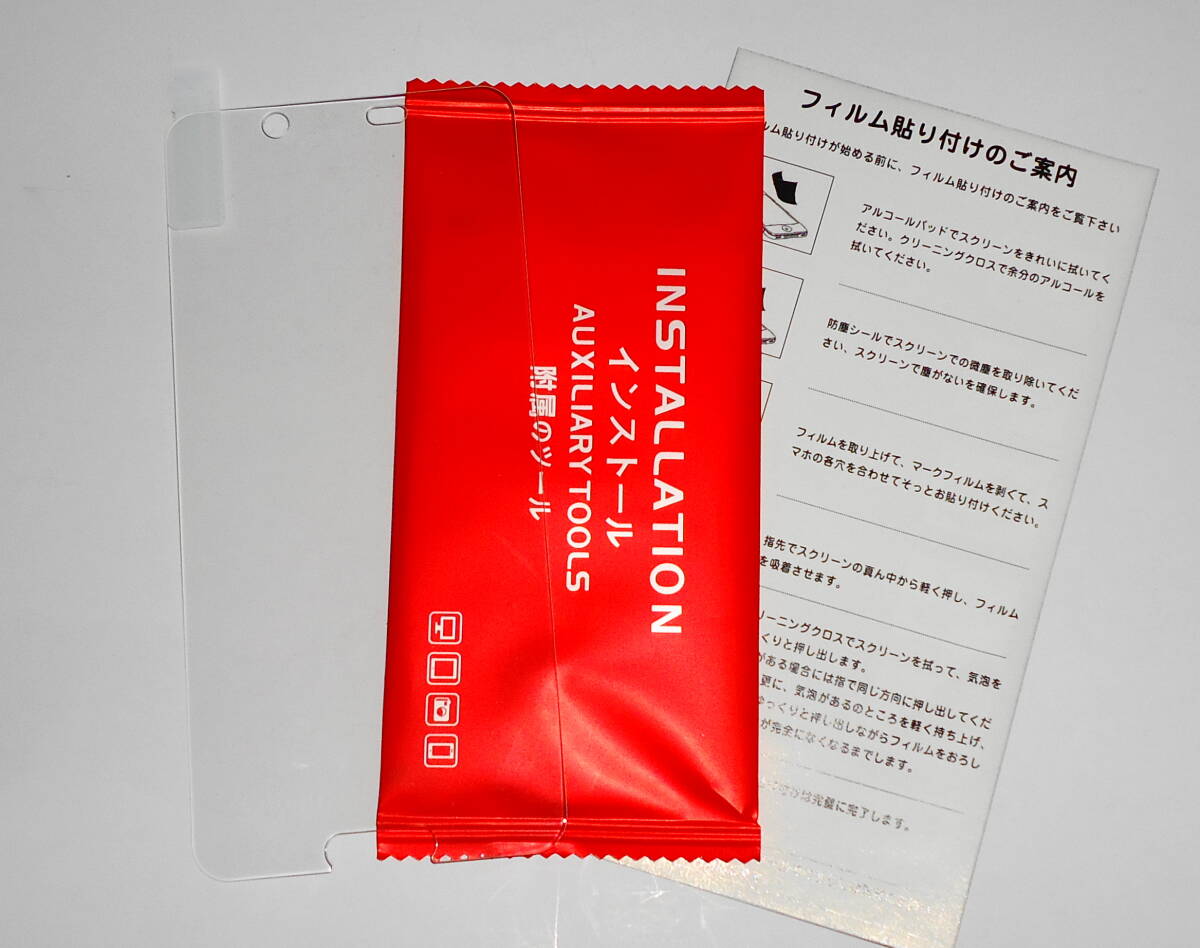 INSTALLATION
インストール
AUXILIARY TOOLS
附属のツール
フィルム貼り付けのご案内
ルム貼り付けが始める前に、フィルム貼り付けのご案内をご覧下さい
アルコールパッドでスクリーンをきれいに拭いてく
ださい。クリーニングクロスで余分のアルコールを
拭いてください。
防塵シールでスクリーンでの微塵を取り除いてくだ
さい、スクリーンで塵がないを確保します。
フィルムを取り上げて、マークフィルムを剥くて、ス
マホの各穴を合わせてそっとお貼り付けください。
指先でスクリーンの真ん中から軽く押し、フィルム
を吸着させます。
リーニングクロスでスクリーンを拭って、気泡を
くりと押し出します。
がある場合には指で同じ方向に押し出してくだ
更に、気泡があるのところを軽く持ち上げ、
ゆっくりと押し出しながらフィルムをおろし
が完全になくなるまでします。
付けは完璧に完了します。